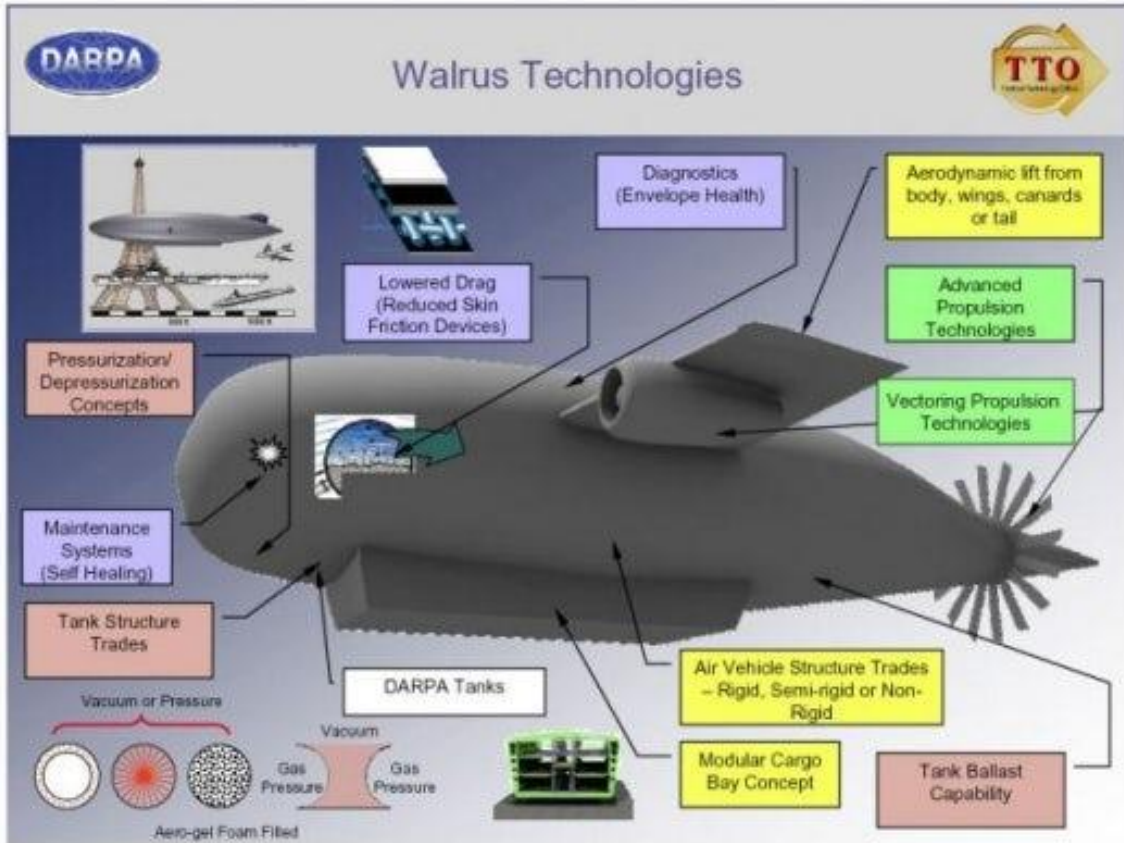 DARPA
Walrus Technologies
TTO
Diagnostics
(Envelope Health)
Aerodynamic lift from
body, wings, canards
or tail
Lowered Drag
(Reduced Skin
Friction Devices)
Advanced
Propulsion
Technologies
Pressurization/
Depressurization
Concepts
Vectoring Propulsion
Technologies
Maintenance
Systems
(Self Healing)
Tank Structure
Trades
DARPA Tanks
Air Vehicle Structure Trades
– Rigid, Semi-rigid or Non-
Rigid
Modular Cargo
Bay Concept
Tank Ballast
Capability
Vacuum or Pressure
Vacuum
Gas
Pressure
Gas
Pressure
Aero-gel Foam Filled